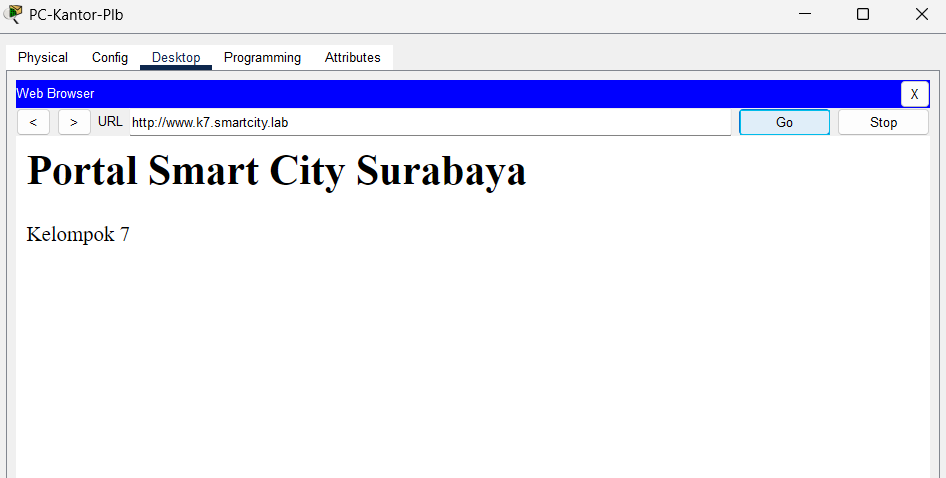 PC-Kantor-Plb
Physical Config Desktop Programming Attributes
Web Browser X
< > URL http://www.k7.smartcity.lab Go Stop
Portal Smart City Surabaya
Kelompok 7